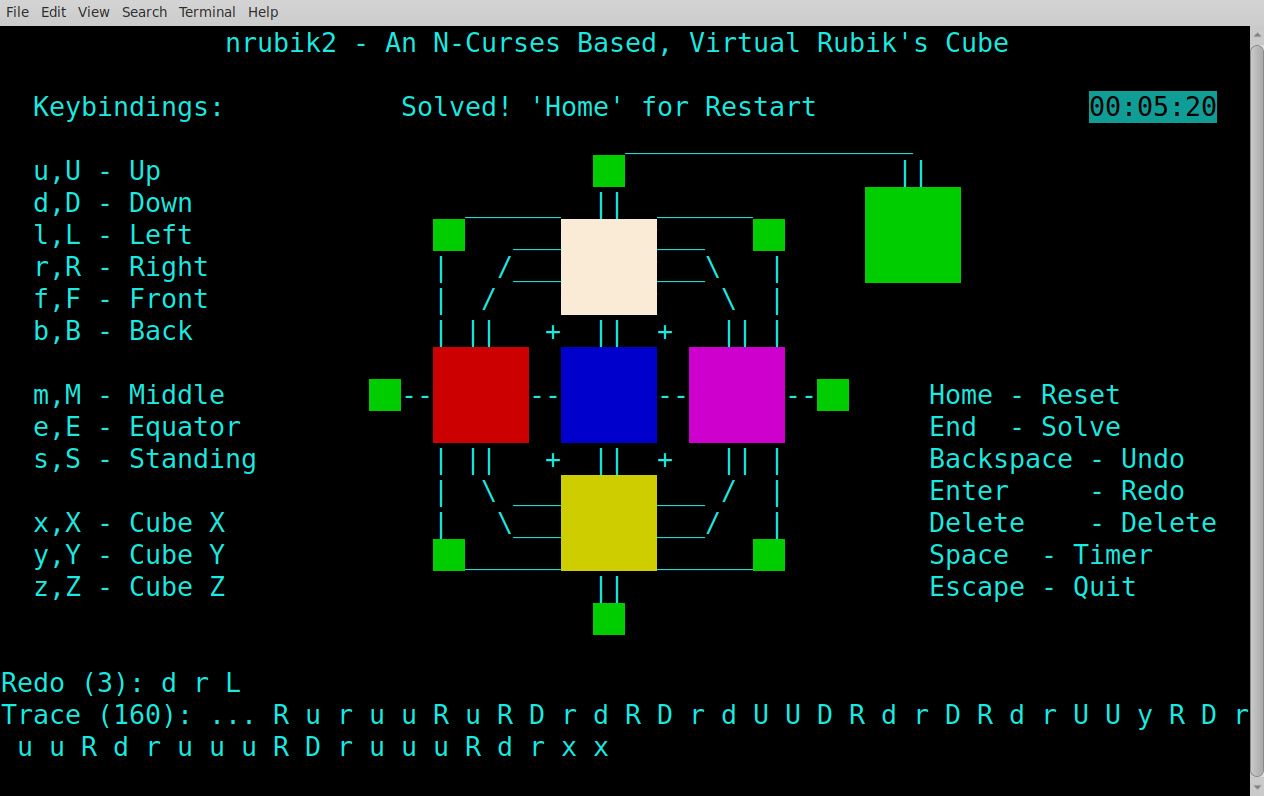 File Edit View Search Terminal Help
nrubik2 - An N-Curses Based, Virtual Rubik's Cube
Keybindings: Solved! 'Home' for Restart 00:05:20
u,U - Up
d,D - Down
l,L - Left
r,R - Right
f,F - Front
b,B - Back
m,M - Middle Home - Reset
e,E - Equator End - Solve
s,S - Standing Backspace - Undo
Enter - Redo
x,X - Cube X Delete - Delete
y,Y - Cube Y Space - Timer
z,Z - Cube Z Escape - Quit
Redo (3): d r L
Trace (160): ... R u r u u R u R D r d R D r d U U D R d r D R d r U U y R D r
u u R d r u u u R D r u u u R d r x x